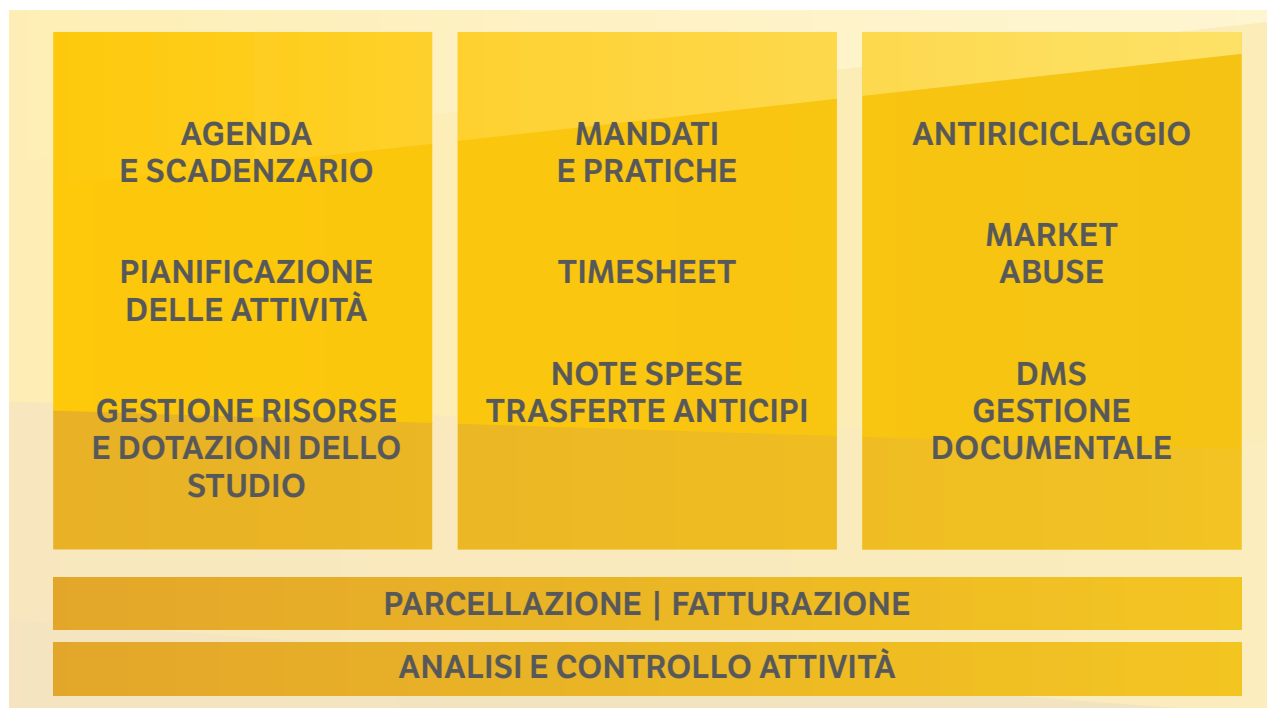 AGENDA
E SCADENZARIO
PIANIFICAZIONE
DELLE ATTIVITÀ
GESTIONE RISORSE
E DOTAZIONI DELLO
STUDIO
MANDATI
E PRATICHE
TIMESHEET
NOTE SPESE
TRASFERTE ANTICIPI
ANTIRICICLAGGIO
MARKET
ABUSE
DMS
GESTIONE
DOCUMENTALE
PARCELLAZIONE | FATTURAZIONE
ANALISI E CONTROLLO ATTIVITÀ